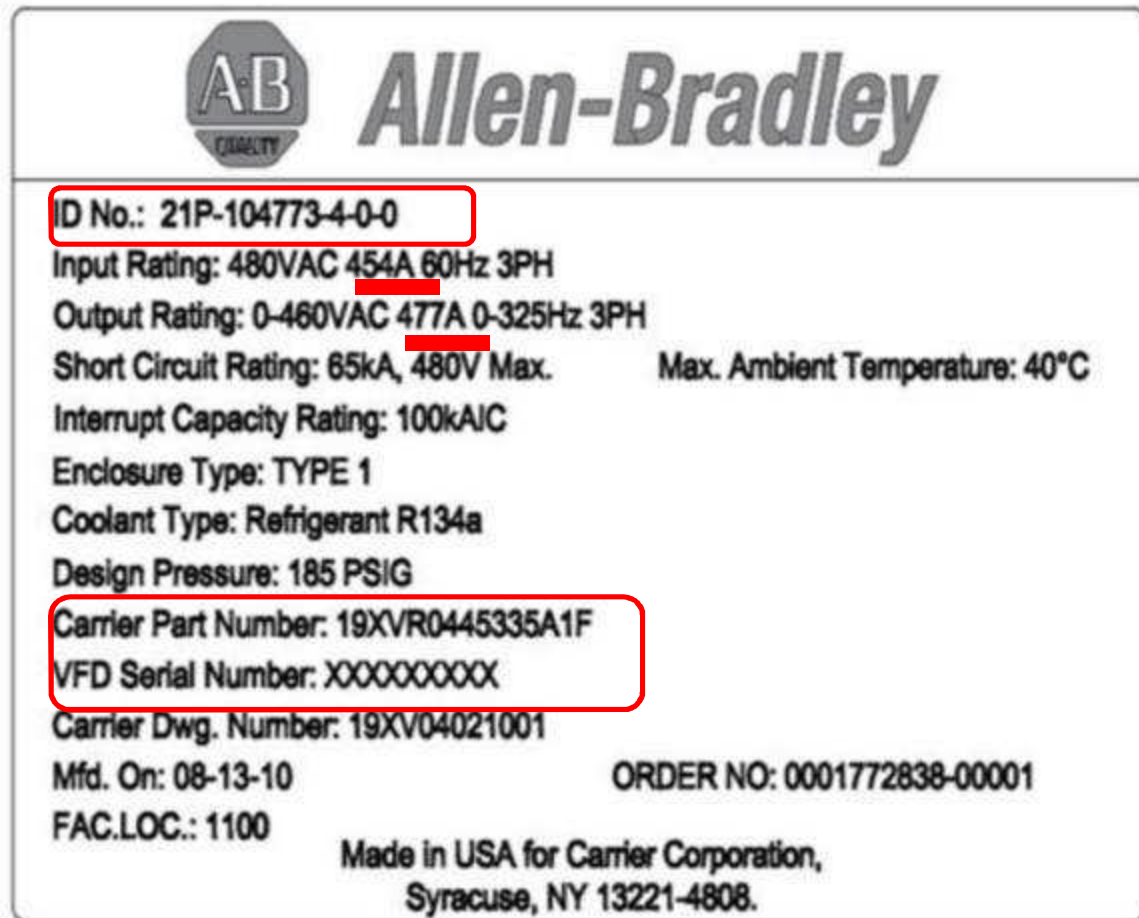 A-B
QUALITY
Allen-Bradley
ID No.: 21P-104773-4-0-0
Input Rating: 480VAC 454A 60Hz 3PH
Output Rating: 0-460VAC 477A 0-325Hz 3PH
Short Circuit Rating: 65kA, 480V Max. Max. Ambient Temperature: 40°C
Interrupt Capacity Rating: 100kAIC
Enclosure Type: TYPE 1
Coolant Type: Refrigerant R134a
Design Pressure: 185 PSIG
Carrier Part Number: 19XVR0445335A1F
VFD Serial Number: XXXXXXXXX
Carrier Dwg. Number: 19XV04021001
Mfd. On: 08-13-10 ORDER NO: 0001772838-00001
FAC.LOC.: 1100
Made in USA for Carrier Corporation,
Syracuse, NY 13221-4808.